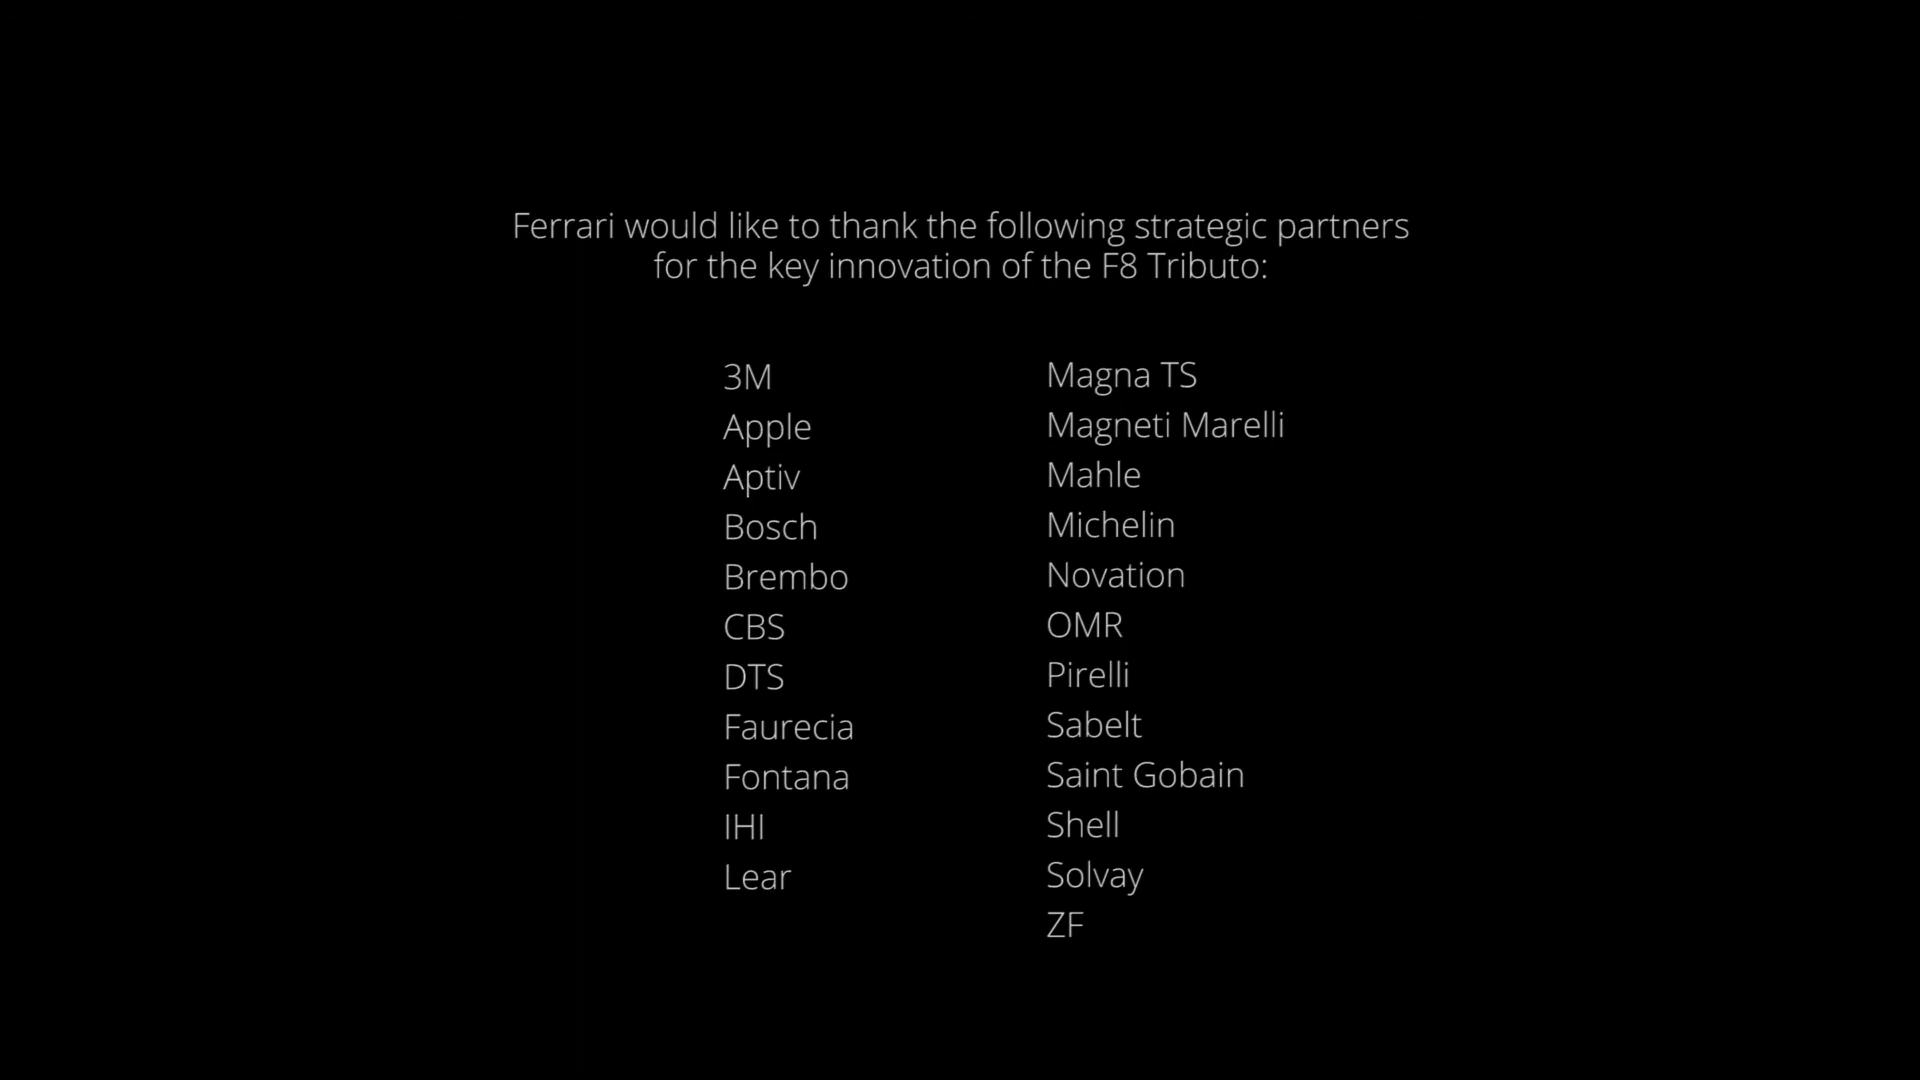 Ferrari would like to thank the following strategic partners
for the key innovation of the F8 Tributo:
3M
Apple
Aptiv
Bosch
Brembo
CBS
DTS
Faurecia
Fontana
IHI
Lear
Magna TS
Magneti Marelli
Mahle
Michelin
Novation
OMR
Pirelli
Sabelt
Saint Gobain
Shell
Solvay
ZF